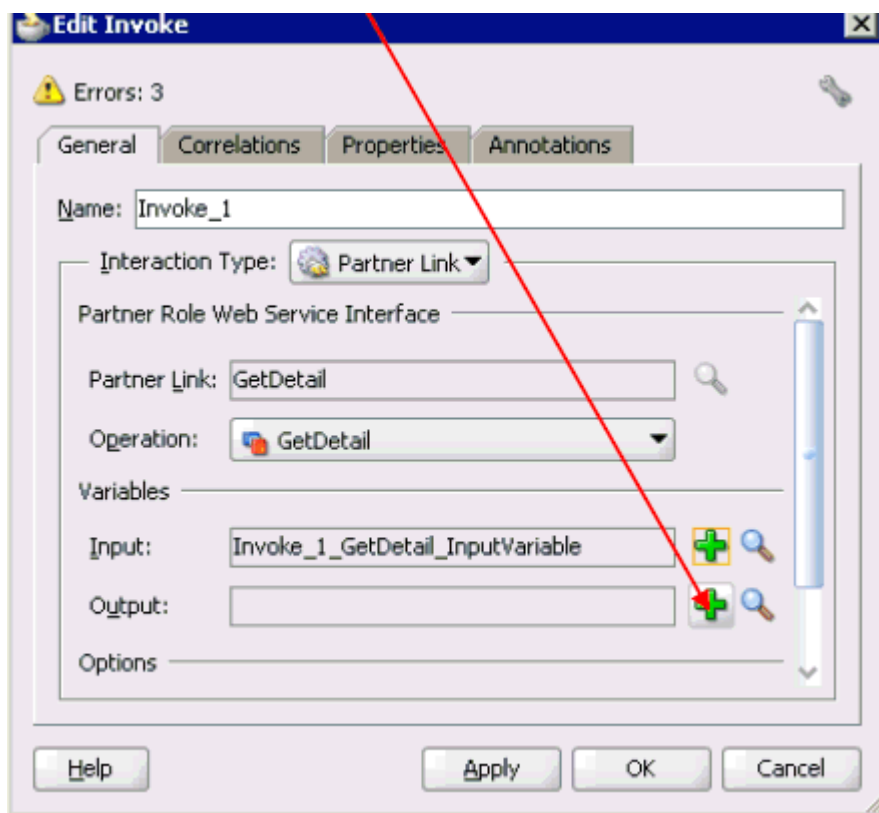 Edit Invoke
Errors: 3
General Correlations Properties Annotations
Name: Invoke_1
Interaction Type: Partner Link
Partner Role Web Service Interface
Partner Link: GetDetail
Operation: GetDetail
Variables
Input: Invoke_1_GetDetail_InputVariable
Output:
Options
Help Apply OK Cancel